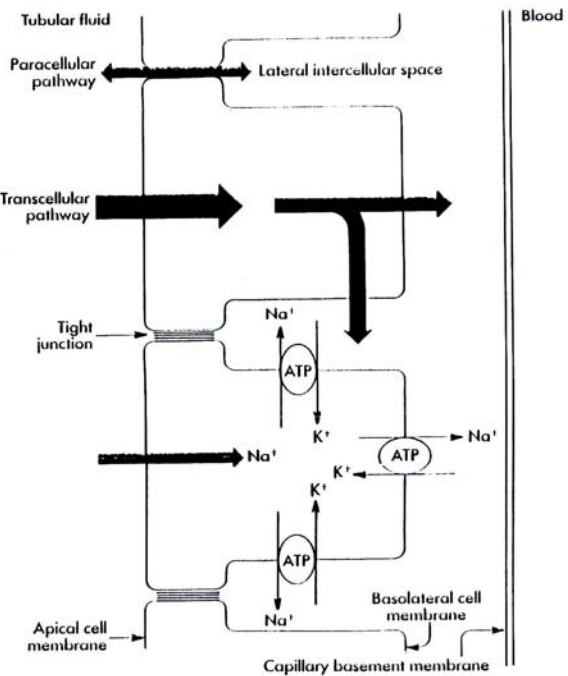 Tubular fluid
Blood
Paracellular
pathway
Lateral intercellular space
Transcellular
pathway
Tight
junction
Na+
ATP
K+
Na+
ATP
K+
Na+
K+
ATP
Na+
Basolateral cell
membrane
Apical cell
membrane
Capillary basement membrane